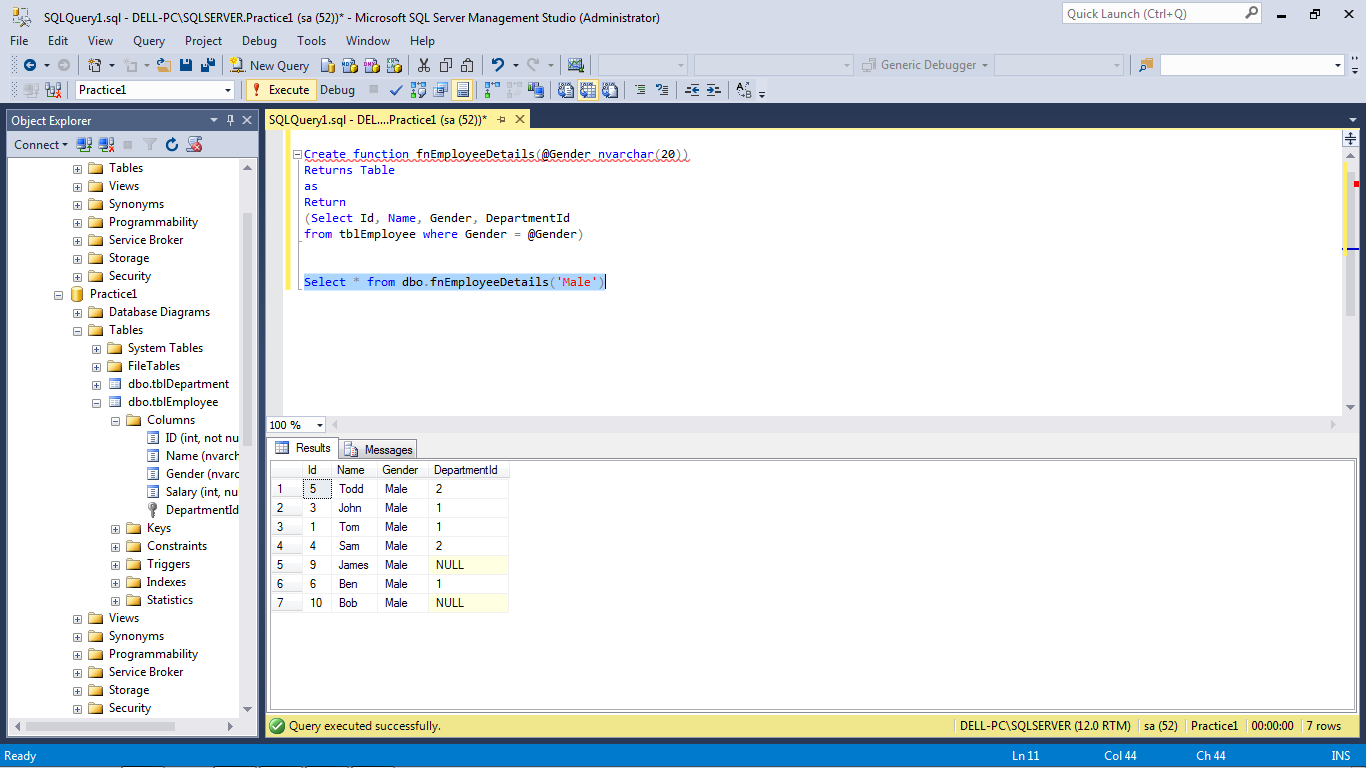 SQLQuery1.sql - DELL-PC\SQLSERVER.Practice1 (sa (52))* - Microsoft SQL Server Management Studio (Administrator)
Quick Launch (Ctrl+Q)
File Edit View Query Project Debug Tools Window Help
New Query
Generic Debugger
Practice1
Execute Debug
Object Explorer
Connect
Tables
Views
Synonyms
Programmability
Service Broker
Storage
Security
Practice1
Database Diagrams
Tables
System Tables
FileTables
dbo.tblDepartment
dbo.tblEmployee
Columns
ID (int, not nu
Name (nvarch
Gender (nvarc
Salary (int, nu
DepartmentId
Keys
Constraints
Triggers
Indexes
Statistics
Views
Synonyms
Programmability
Service Broker
Storage
Security
SQLQuery1.sql - DEL....Practice1 (sa (52))*
Create function fnEmployeeDetails(@Gender nvarchar(20))
Returns Table
as
Return
(Select Id, Name, Gender, DepartmentId
from tblEmployee where Gender = @Gender)
Select * from dbo.fnEmployeeDetails('Male')
100 %
Results Messages
Id Name Gender DepartmentId
1 5 Todd Male 2
2 3 John Male 1
3 1 Tom Male 1
4 4 Sam Male 2
5 9 James Male NULL
6 6 Ben Male 1
7 10 Bob Male NULL
Query executed successfully.
DELL-PC\SQLSERVER (12.0 RTM) sa (52) Practice1 00:00:00 7 rows
Ready
Ln 11 Col 44 Ch 44 INS